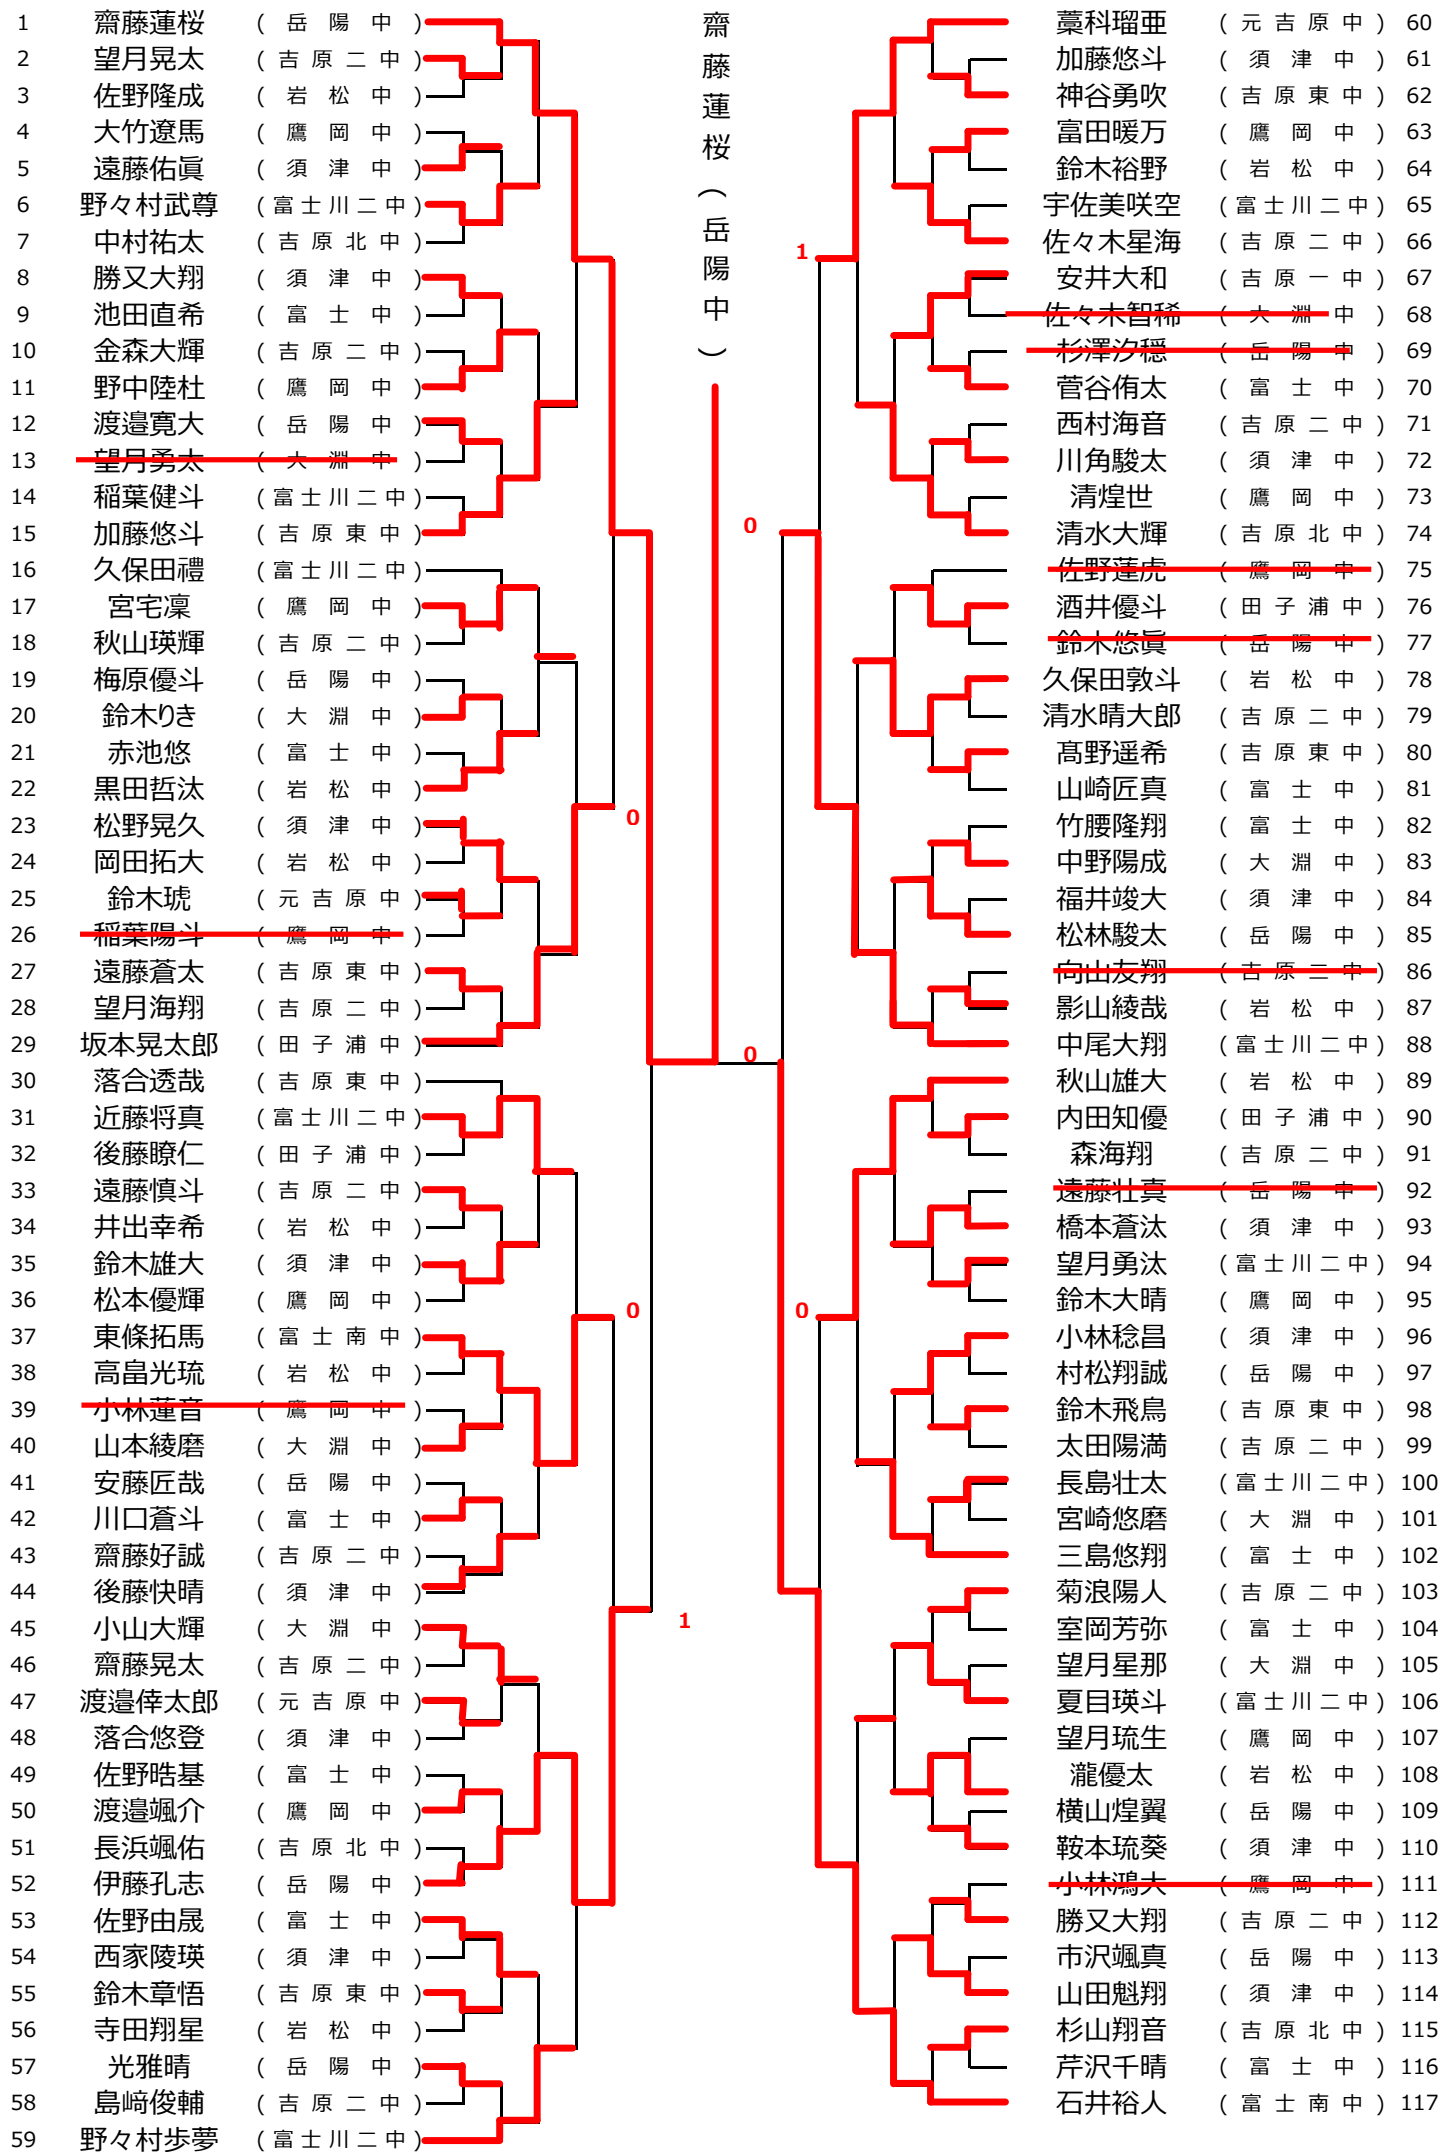 1 齋藤蓮桜 ( 岳 陽 中 )
2 望月晃太 ( 吉 原 二 中 )
3 佐野隆成 ( 岩 松 中 )
4 大竹遼馬 ( 鷹 岡 中 )
5 遠藤佑眞 ( 須 津 中 )
6 野々村武尊 ( 富 士 川 二 中 )
7 中村祐太 ( 吉 原 北 中 )
8 勝又大翔 ( 須 津 中 )
9 池田直希 ( 富 士 中 )
10 金森大輝 ( 吉 原 二 中 )
11 野中陸杜 ( 鷹 岡 中 )
12 渡邉寛大 ( 岳 陽 中 )
13 望月勇太 ( 大 淵 中 )
14 稲葉健斗 ( 富 士 川 二 中 )
15 加藤悠斗 ( 吉 原 東 中 )
16 久保田禮 ( 富 士 川 二 中 )
17 宮宅凜 ( 鷹 岡 中 )
18 秋山瑛輝 ( 吉 原 二 中 )
19 梅原優斗 ( 岳 陽 中 )
20 鈴木りき ( 大 淵 中 )
21 赤池悠 ( 富 士 中 )
22 黒田哲汰 ( 岩 松 中 )
23 松野晃久 ( 須 津 中 )
24 岡田拓大 ( 岩 松 中 )
25 鈴木琥 ( 元 吉 原 中 )
26 稲葉陽斗 ( 鷹 岡 中 )
27 遠藤蒼太 ( 吉 原 東 中 )
28 望月海翔 ( 吉 原 二 中 )
29 坂本晃太郎 ( 田 子 浦 中 )
30 落合透哉 ( 吉 原 東 中 )
31 近藤将真 ( 富 士 川 二 中 )
32 後藤瞭仁 ( 田 子 浦 中 )
33 遠藤慎斗 ( 吉 原 二 中 )
34 井出幸希 ( 岩 松 中 )
35 鈴木雄大 ( 須 津 中 )
36 松本優輝 ( 鷹 岡 中 )
37 東條拓馬 ( 富 士 南 中 )
38 高畠光琉 ( 岩 松 中 )
39 小林蓮音 ( 鷹 岡 中 )
40 山本綾磨 ( 大 淵 中 )
41 安藤匠哉 ( 岳 陽 中 )
42 川口蒼斗 ( 富 士 中 )
43 齋藤好誠 ( 吉 原 二 中 )
44 後藤快晴 ( 須 津 中 )
45 小山大輝 ( 大 淵 中 )
46 齋藤晃太 ( 吉 原 二 中 )
47 渡邉倖太郎 ( 元 吉 原 中 )
48 落合悠登 ( 須 津 中 )
49 佐野晧基 ( 富 士 中 )
50 渡邉颯介 ( 鷹 岡 中 )
51 長浜颯佑 ( 吉 原 北 中 )
52 伊藤孔志 ( 岳 陽 中 )
53 佐野由晟 ( 富 士 中 )
54 西家陵瑛 ( 須 津 中 )
55 鈴木章悟 ( 吉 原 東 中 )
56 寺田翔星 ( 岩 松 中 )
57 光雅晴 ( 岳 陽 中 )
58 島﨑俊輔 ( 吉 原 二 中 )
59 野々村歩夢 ( 富 士 川 二 中 )
齋藤蓮桜(岳陽中)
0
0
1
1
0
0
0
藁科瑠亜 ( 元 吉 原 中 ) 60
加藤悠斗 ( 須 津 中 ) 61
神谷勇吹 ( 吉 原 東 中 ) 62
富田暖万 ( 鷹 岡 中 ) 63
鈴木裕野 ( 岩 松 中 ) 64
宇佐美咲空 ( 富 士 川 二 中 ) 65
佐々木星海 ( 吉 原 二 中 ) 66
安井大和 ( 吉 原 一 中 ) 67
佐々木智稀 ( 大 淵 中 ) 68
杉澤汐穏 ( 岳 陽 中 ) 69
菅谷侑太 ( 富 士 中 ) 70
西村海音 ( 吉 原 二 中 ) 71
川角駿太 ( 須 津 中 ) 72
清煌世 ( 鷹 岡 中 ) 73
清水大輝 ( 吉 原 北 中 ) 74
佐野蓮虎 ( 鷹 岡 中 ) 75
酒井優斗 ( 田 子 浦 中 ) 76
鈴木悠眞 ( 岳 陽 中 ) 77
久保田敦斗 ( 岩 松 中 ) 78
清水晴大郎 ( 吉 原 二 中 ) 79
髙野遥希 ( 吉 原 東 中 ) 80
山崎匠真 ( 富 士 中 ) 81
竹腰隆翔 ( 富 士 中 ) 82
中野陽成 ( 大 淵 中 ) 83
福井竣大 ( 須 津 中 ) 84
松林駿太 ( 岳 陽 中 ) 85
向山友翔 ( 吉 原 二 中 ) 86
影山綾哉 ( 岩 松 中 ) 87
中尾大翔 ( 富 士 川 二 中 ) 88
秋山雄大 ( 岩 松 中 ) 89
内田知優 ( 田 子 浦 中 ) 90
森海翔 ( 吉 原 二 中 ) 91
遠藤壮真 ( 岳 陽 中 ) 92
橋本蒼汰 ( 須 津 中 ) 93
望月勇汰 ( 富 士 川 二 中 ) 94
鈴木大晴 ( 鷹 岡 中 ) 95
小林稔昌 ( 須 津 中 ) 96
村松翔誠 ( 岳 陽 中 ) 97
鈴木飛鳥 ( 吉 原 東 中 ) 98
太田陽満 ( 吉 原 二 中 ) 99
長島壮太 ( 富 士 川 二 中 ) 100
宮崎悠磨 ( 大 淵 中 ) 101
三島悠翔 ( 富 士 中 ) 102
菊浪陽人 ( 吉 原 二 中 ) 103
室岡芳弥 ( 富 士 中 ) 104
望月星那 ( 大 淵 中 ) 105
夏目瑛斗 ( 富 士 川 二 中 ) 106
望月琉生 ( 鷹 岡 中 ) 107
瀧優太 ( 岩 松 中 ) 108
横山煌翼 ( 岳 陽 中 ) 109
鞍本琉葵 ( 須 津 中 ) 110
小林鴻大 ( 鷹 岡 中 ) 111
勝又大翔 ( 吉 原 二 中 ) 112
市沢颯真 ( 岳 陽 中 ) 113
山田魁翔 ( 須 津 中 ) 114
杉山翔音 ( 吉 原 北 中 ) 115
芹沢千晴 ( 富 士 中 ) 116
石井裕人 ( 富 士 南 中 ) 117